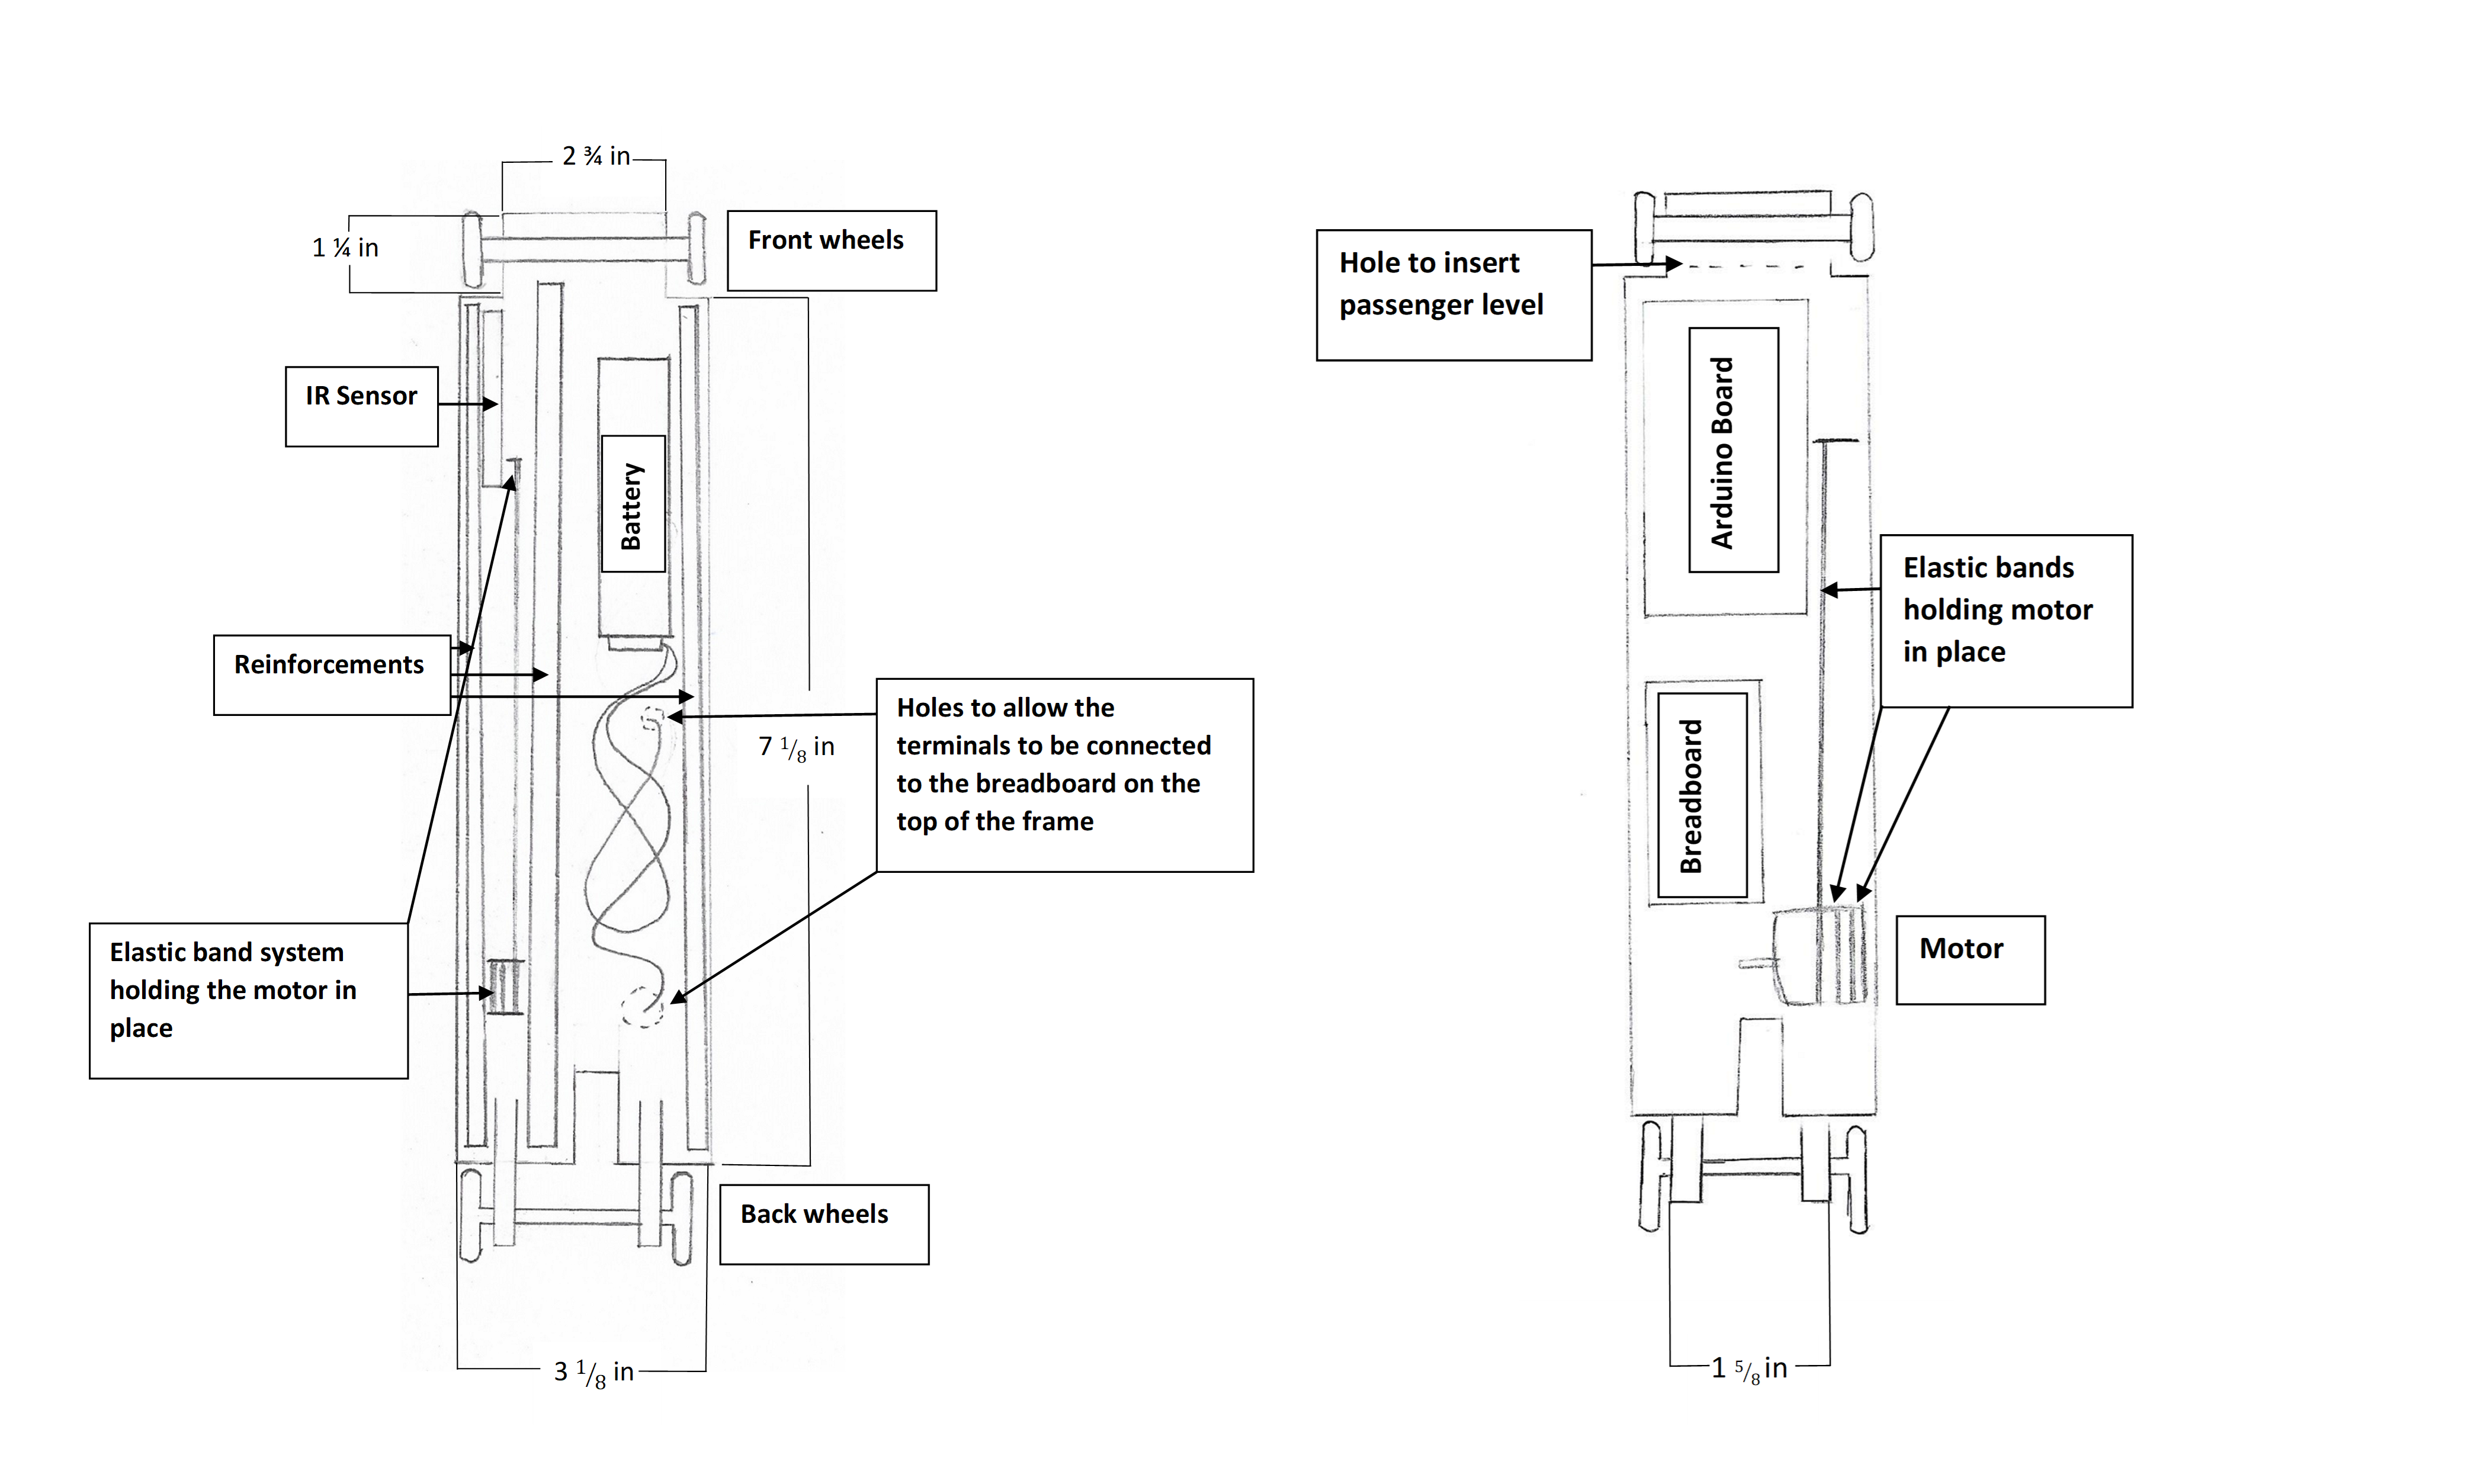 2 ¾ in
1 ¼ in
Front wheels
IR Sensor
Battery
Reinforcements
Holes to allow the
terminals to be connected
to the breadboard on the
top of the frame
7 1/8 in
Elastic band system
holding the motor in
place
Back wheels
3 1/8 in
Hole to insert
passenger level
Arduino Board
Elastic bands
holding motor
in place
Breadboard
Motor
1 5/8 in